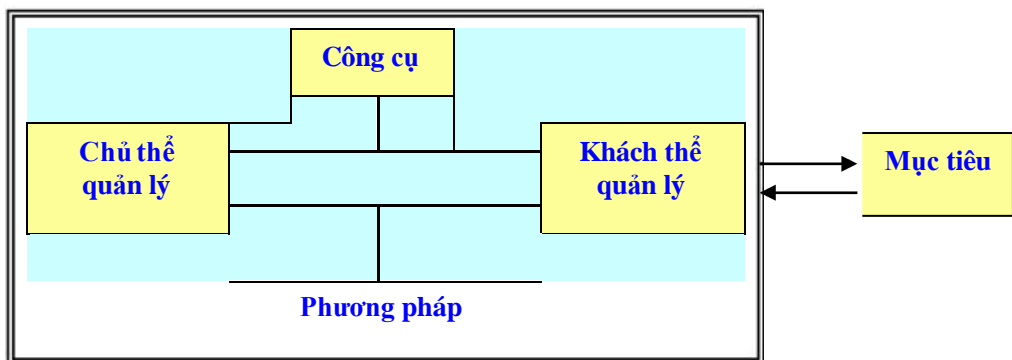 Công cụ
Chủ thể
quản lý
Khách thể
quản lý
Mục tiêu
Phương pháp